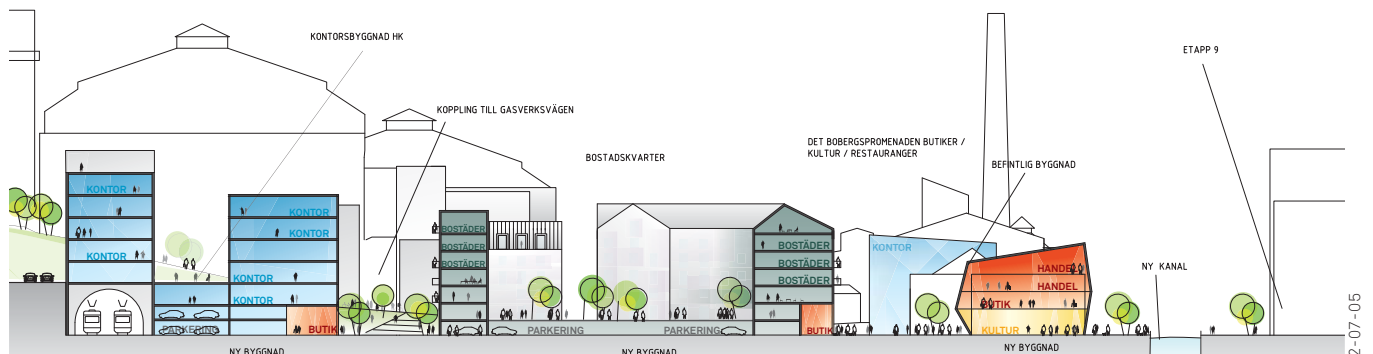 KONTORSBYGGNAD HK
ETAPP 9
KOPPLING TILL GASVERKSVÄGEN
DET BOBERGSPROMENADEN BUTIKER /
KULTUR / RESTAURANGER
BOSTADSKVARTER
BEFINTLIG BYGGNAD
KONTOR
KONTOR
KONTOR
KONTOR
KONTOR
KONTOR
PARKERING
BUTIK
BOSTÄDER
BOSTÄDER
BOSTÄDER
PARKERING
PARKERING
BOSTÄDER
BOSTÄDER
BOSTÄDER
BUTIK
KONTOR
HANDEL
HANDEL
BUTIK
KULTUR
NY KANAL
NY BYGGNAD
NY BYGGNAD
NY BYGGNAD
2-07-05